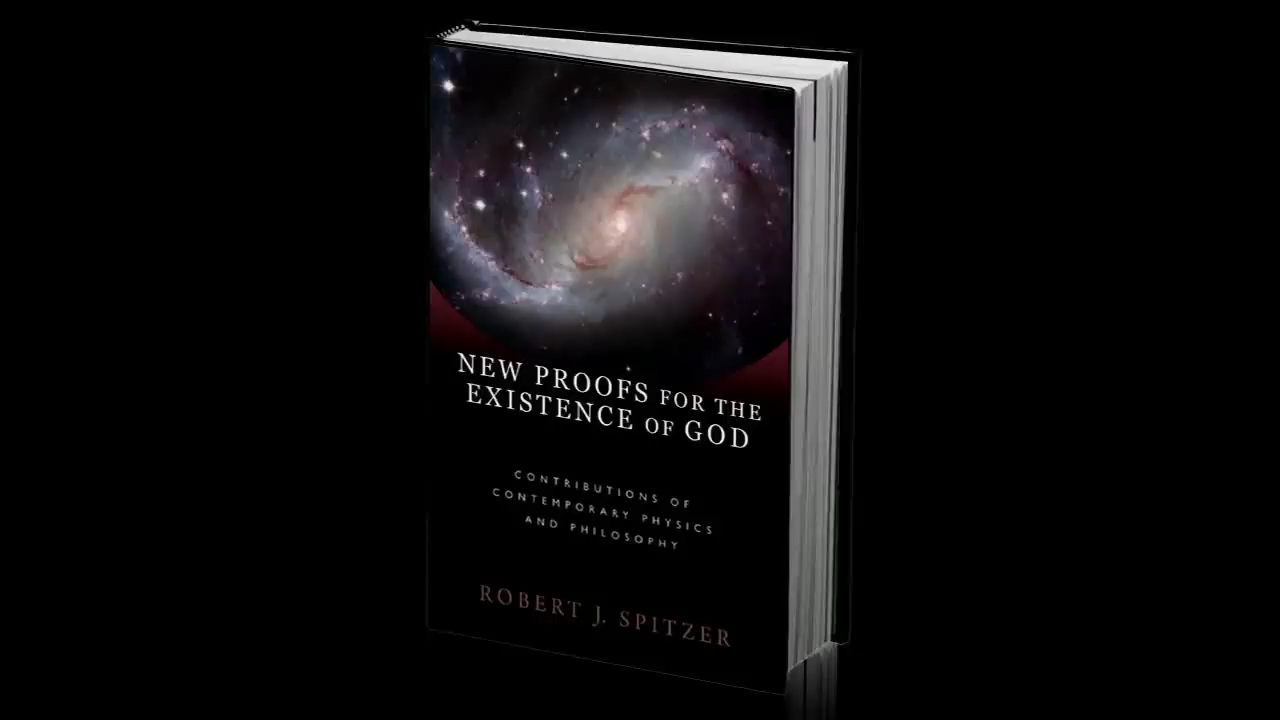 NEW PROOFS FOR THE
EXISTENCE OF GOD
CONTRIBUTIONS OF
CONTEMPORARY PHYSICS
AND PHILOSOPHY
ROBERT J. SPITZER